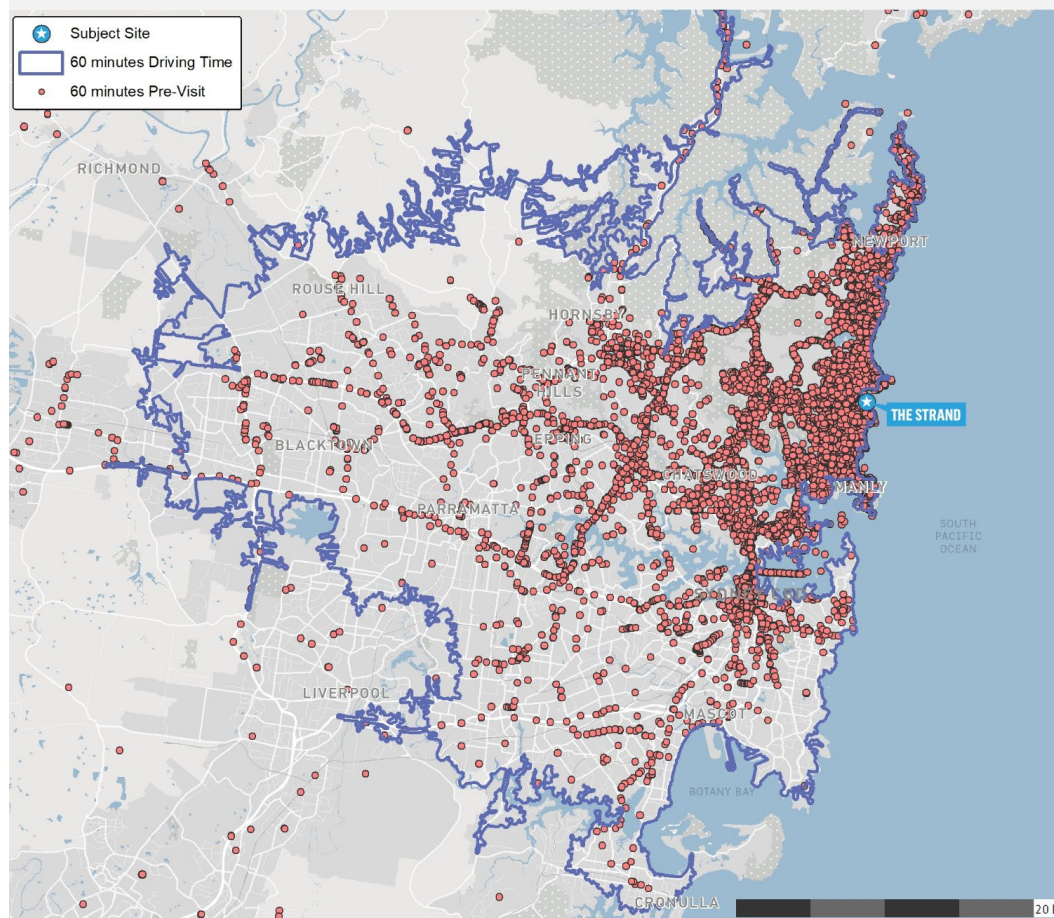 Subject Site
60 minutes Driving Time
60 minutes Pre-Visit
RICHMOND
NEWPORT
ROUSE HILL
HORNSBY
PENNANT
HILLS
THE STRAND
BLACKTOWN
EPPING
CHATSWOOD
MANLY
PARRAMATTA
SOUTH
PACIFIC
OCEAN
LIVERPOOL
MASCOT
BOTANY BAY
CRONULLA
20